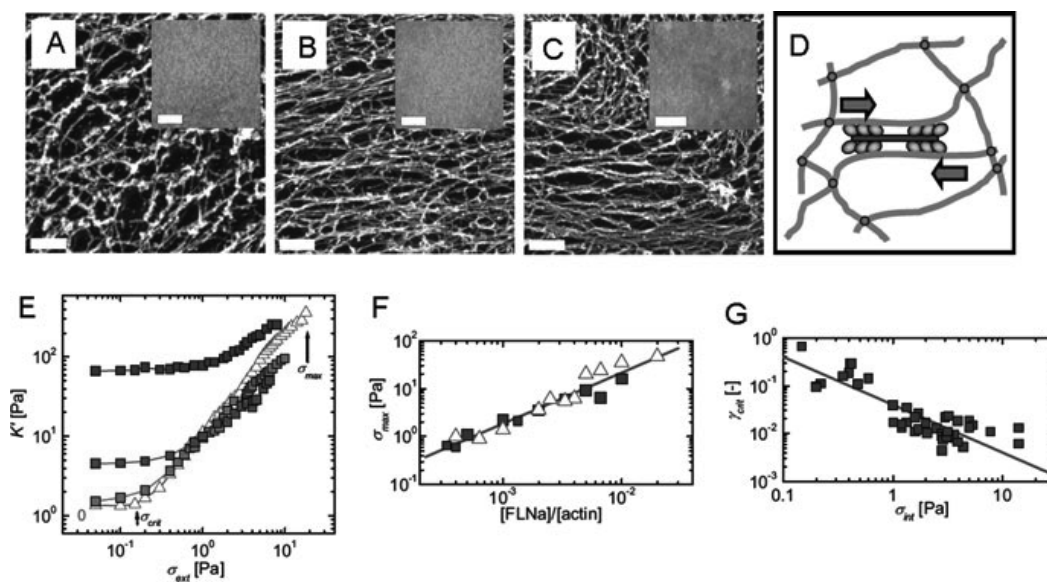 A
B
C
D
E
K' [Pa]
10²
10¹
10⁰
0
σcrit
σmax
10⁻¹ 10⁰ 10¹
σext [Pa]
F
σmax [Pa]
10²
10¹
10⁰
10⁻¹
10⁻³ 10⁻²
[FLNa]/[actin]
G
γcrit [-]
10⁰
10⁻¹
10⁻²
10⁻³
0.1 1 10
σint [Pa]